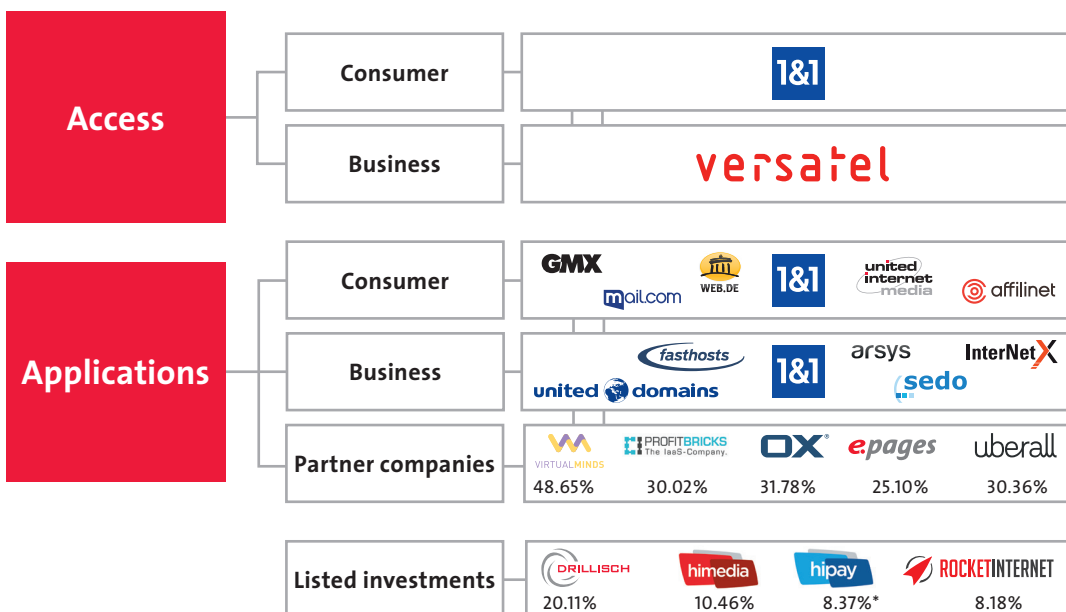 Access
Consumer
1&1
Business
versatel
Applications
Consumer
GMX
mail.com
WEB.DE
1&1
united
internet
media
affilinet
Business
fasthosts
united domains
1&1
arsys
sedo
InterNetX
Partner companies
VIRTUALMINDS
48.65%
PROFITBRICKS
The IaaS-Company.
30.02%
OX®
31.78%
e.pages
25.10%
uberall
30.36%
Listed investments
DRILLISCH
20.11%
himedia
10.46%
hipay
8.37%*
ROCKETINTERNET
8.18%